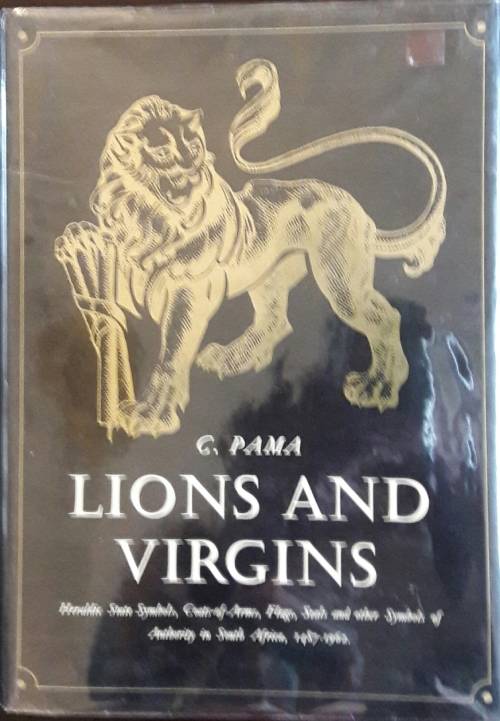 C. PAMA
LIONS AND
VIRGINS
Heraldic State Symbols, Coats-of-Arms, Flags, Seals and other Symbols of
Authority in South Africa, 1487-1962.